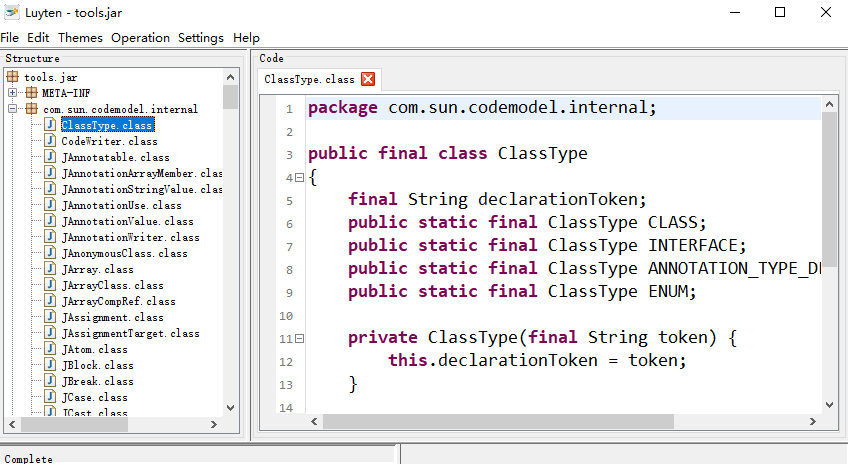 Luyten - tools.jar
File Edit Themes Operation Settings Help
Structure
tools.jar
META-INF
com.sun.codemodel.internal
ClassType.class
CodeWriter.class
JAnnotatable.class
JAnnotationArrayMember.class
JAnnotationStringValue.clas
JAnnotationUse.class
JAnnotationValue.class
JAnnotationWriter.class
JAnonymousClass.class
JArray.class
JArrayClass.class
JArrayCompRef.class
JAssignment.class
JAssignmentTarget.class
JAtom.class
JBlock.class
JBreak.class
JCase.class
JCast.class
Code
ClassType.class
1 package com.sun.codemodel.internal;
2
3 public final class ClassType
4 {
5 final String declarationToken;
6 public static final ClassType CLASS;
7 public static final ClassType INTERFACE;
8 public static final ClassType ANNOTATION_TYPE_DE
9 public static final ClassType ENUM;
10
11 private ClassType(final String token) {
12 this.declarationToken = token;
13 }
14
Complete